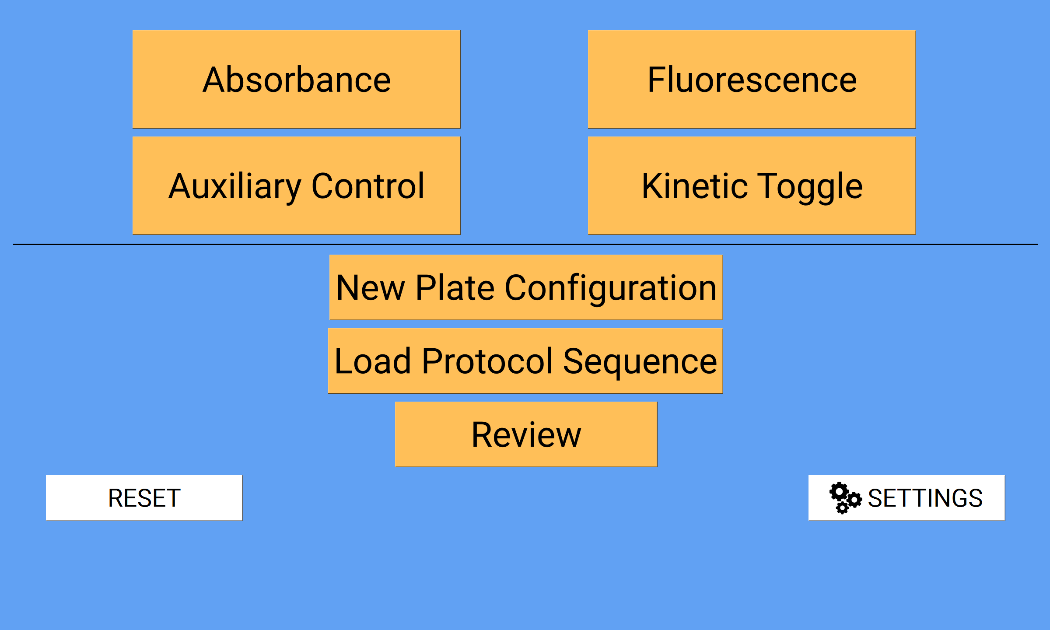 Absorbance
Fluorescence
Auxiliary Control
Kinetic Toggle
New Plate Configuration
Load Protocol Sequence
Review
RESET
SETTINGS